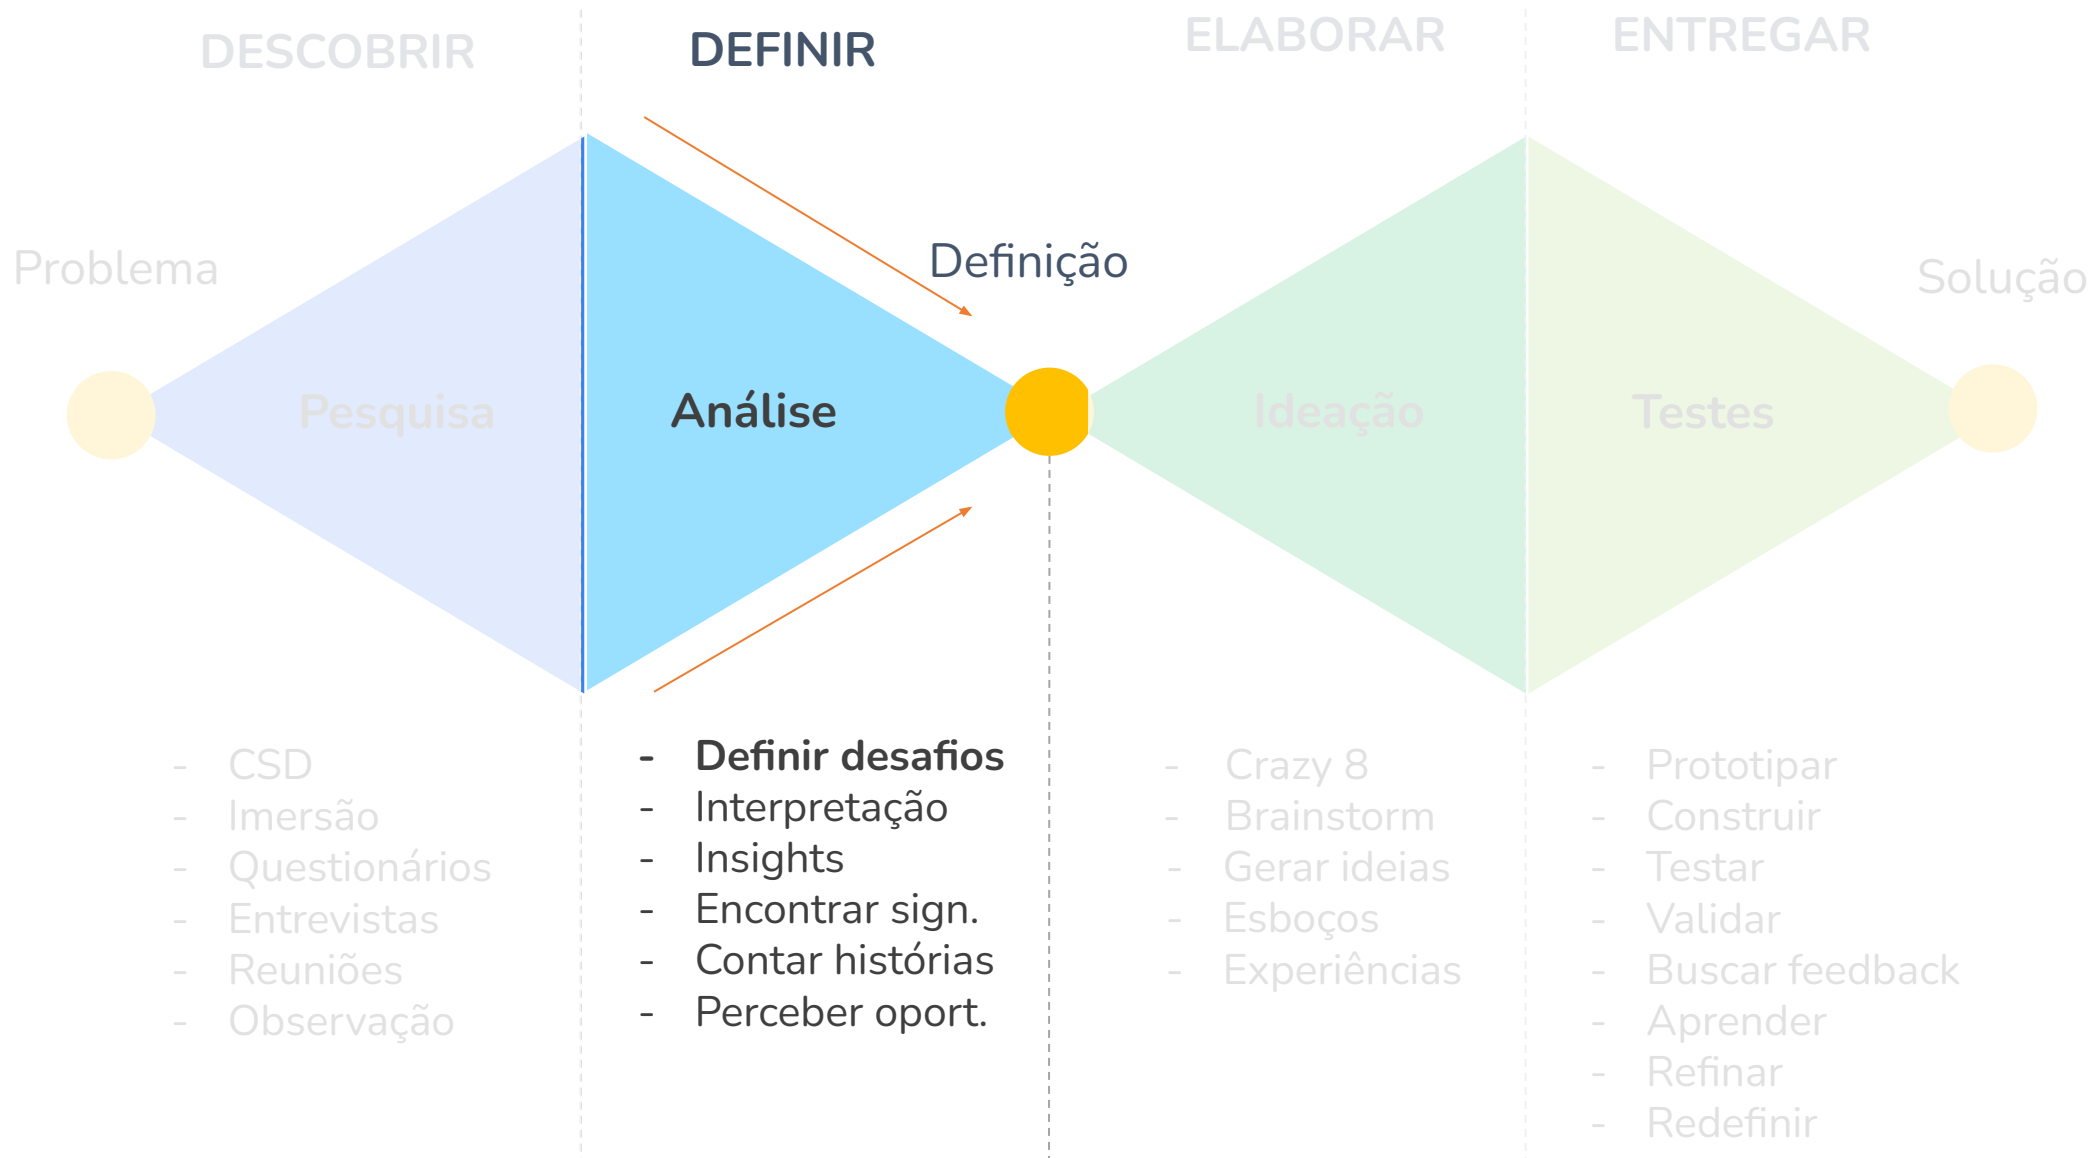 DESCOBRIR
DEFINIR
ELABORAR
ENTREGAR
Problema
Definição
Solução
Pesquisa
Análise
Ideação
Testes
- CSD
- Imersão
- Questionários
- Entrevistas
- Reuniões
- Observação
- Definir desafios
- Interpretação
- Insights
- Encontrar sign.
- Contar histórias
- Perceber oport.
- Crazy 8
- Brainstorm
- Gerar ideias
- Esboços
- Experiências
- Prototipar
- Construir
- Testar
- Validar
- Buscar feedback
- Aprender
- Refinar
- Redefinir